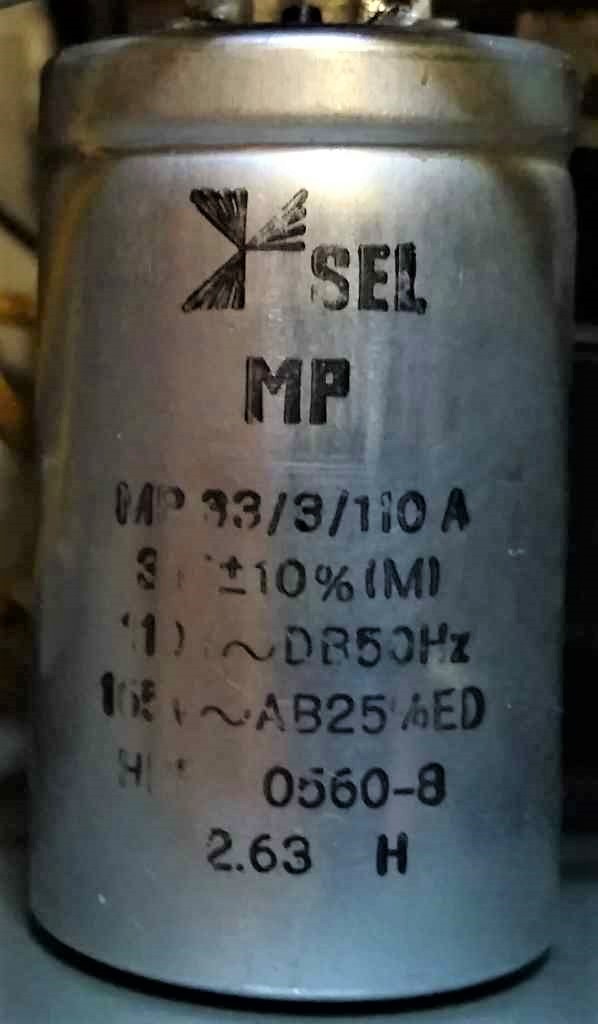 SEL
MP
MP 33/3/110 A
±10%(M)
~DB50Hz
~AB25%ED
0560-8
2.63 H